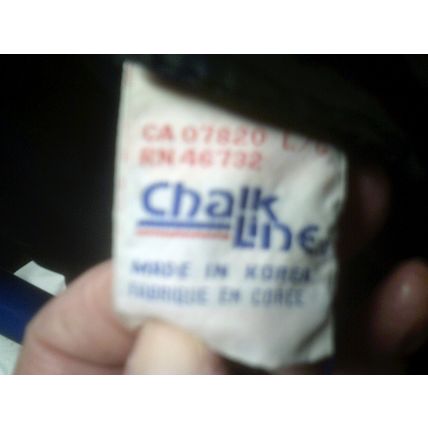 CA 07820
RN 46732
Chalk
Line
MADE IN KOREA
FABRIQUE EN COREE